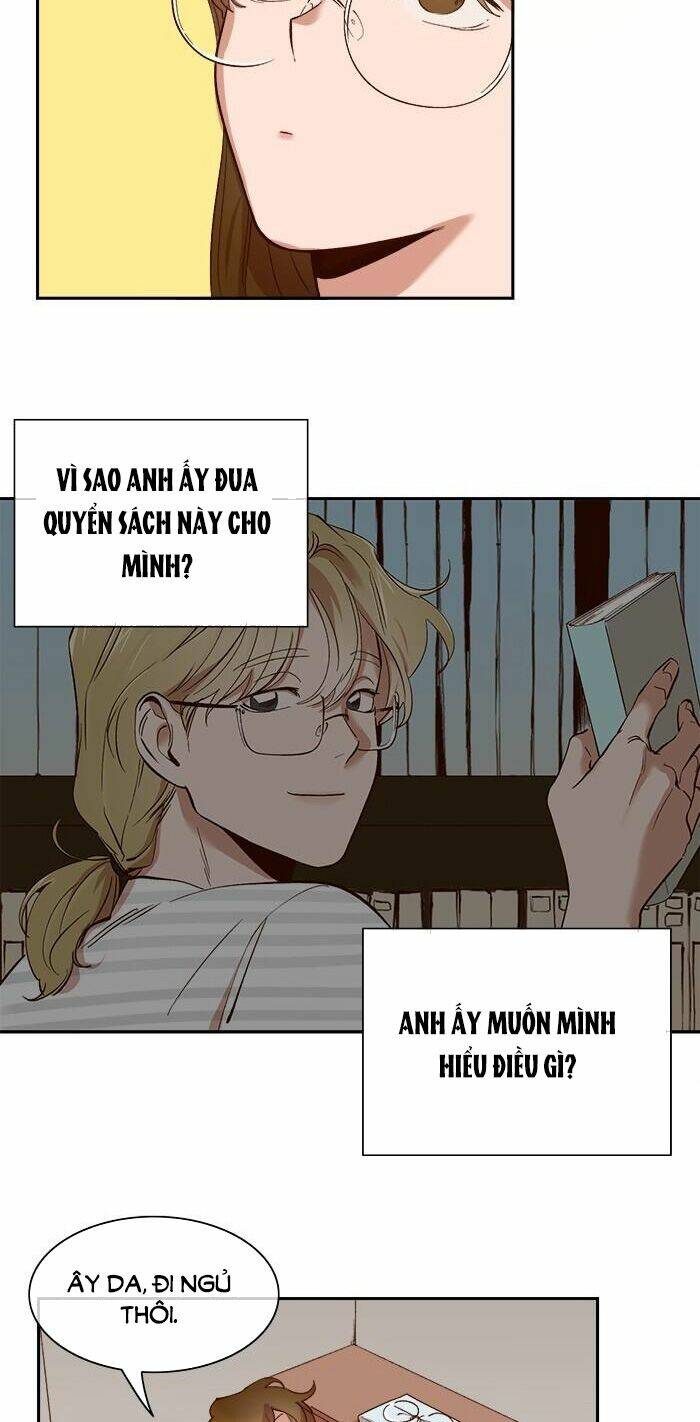 VÌ SAO ANH ẤY ĐUA
QUYỂN SÁCH NÀY CHO
MÌNH?
ANH ẤY MUỐN MÌNH
HIỂU ĐIỀU GÌ?
ÂY DA, ĐI NGỦ
THÔI.